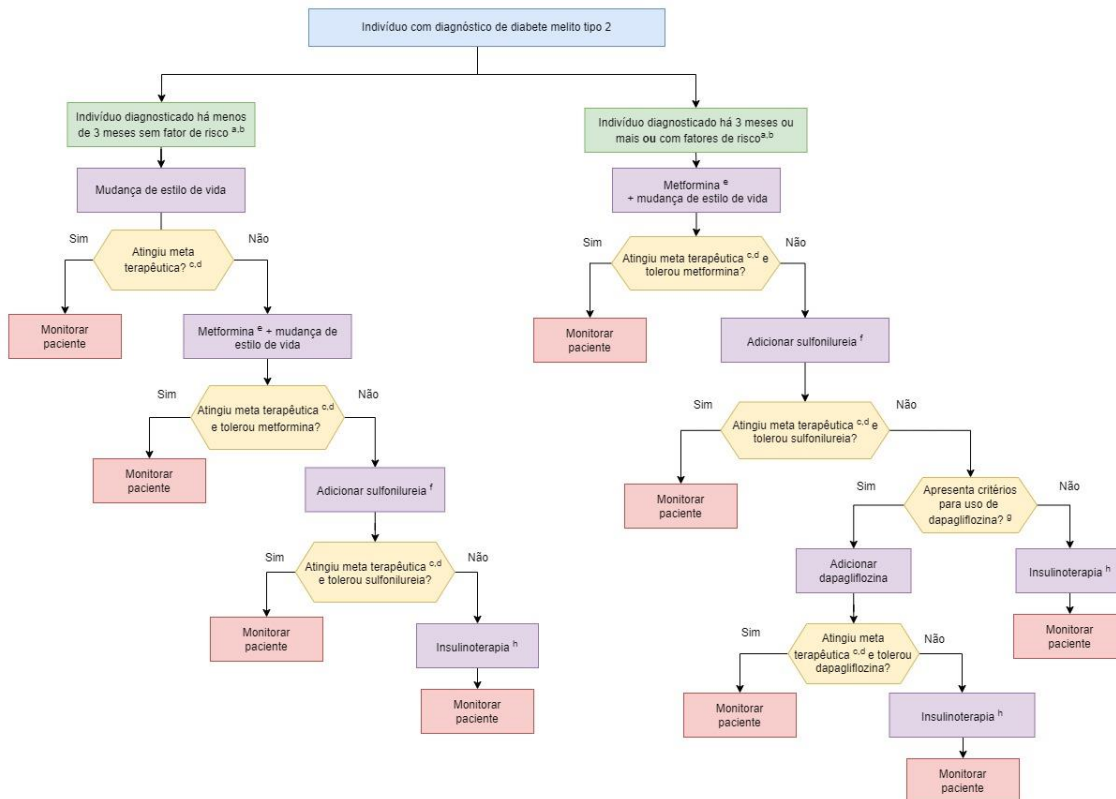 Indivíduo com diagnóstico de diabete melito tipo 2
Indivíduo diagnosticado há menos
de 3 meses sem fator de risco a,b
Mudança de estilo de vida
Sim
Não
Atingiu meta
terapêutica? c,d
Monitorar
paciente
Metformina e + mudança de
estilo de vida
Sim
Não
Atingiu meta terapêutica c,d
e tolerou metformina?
Monitorar
paciente
Adicionar sulfonilureia f
Sim
Não
Atingiu meta terapêutica c,d
e tolerou sulfonilureia?
Monitorar
paciente
Insulinoterapia h
Monitorar
paciente
Indivíduo diagnosticado há 3 meses ou
mais ou com fatores de risco a,b
Metformina e
+ mudança de estilo de vida
Sim
Não
Atingiu meta terapêutica c,d e
tolerou metformina?
Monitorar
paciente
Adicionar sulfonilureia f
Sim
Não
Atingiu meta terapêutica c,d e
tolerou sulfonilureia?
Monitorar
paciente
Sim
Não
Apresenta critérios
para uso de
dapagliflozina? g
Adicionar
dapagliflozina
Insulinoterapia h
Monitorar
paciente
Sim
Não
Atingiu meta
terapêutica c,d e tolerou
dapagliflozina?
Monitorar
paciente
Insulinoterapia h
Monitorar
paciente